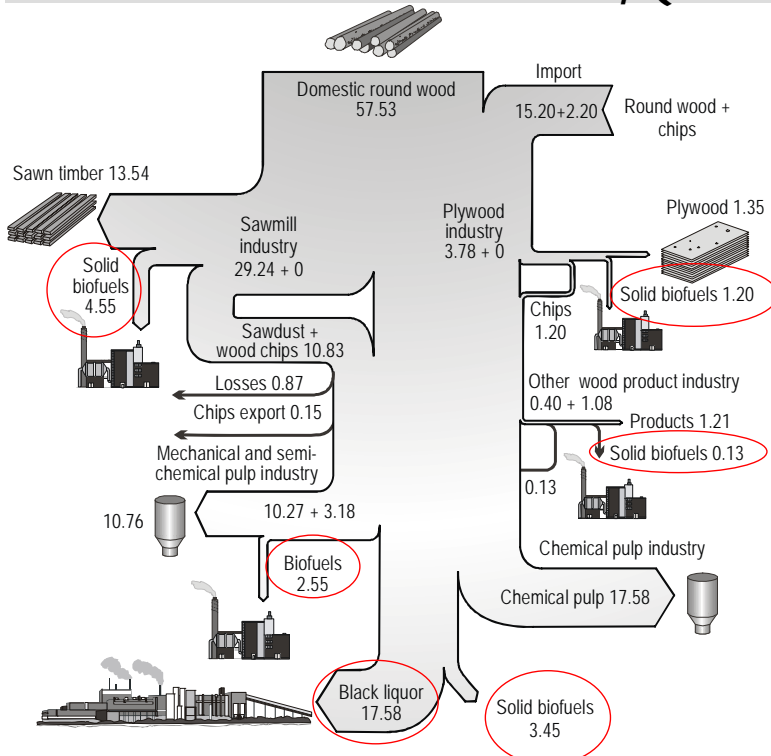 Domestic round wood
57.53
Import
15.20+2.20
Round wood +
chips
Sawn timber 13.54
Sawmill
industry
29.24 + 0
Plywood
industry
3.78 + 0
Plywood 1.35
Solid
biofuels
4.55
Solid biofuels 1.20
Chips
1.20
Sawdust +
wood chips 10.83
Losses 0.87
Chips export 0.15
Other wood product industry
0.40 + 1.08
Products 1.21
Solid biofuels 0.13
0.13
Mechanical and semi-
chemical pulp industry
10.76
10.27 + 3.18
Biofuels
2.55
Chemical pulp industry
Chemical pulp 17.58
Black liquor
17.58
Solid biofuels
3.45